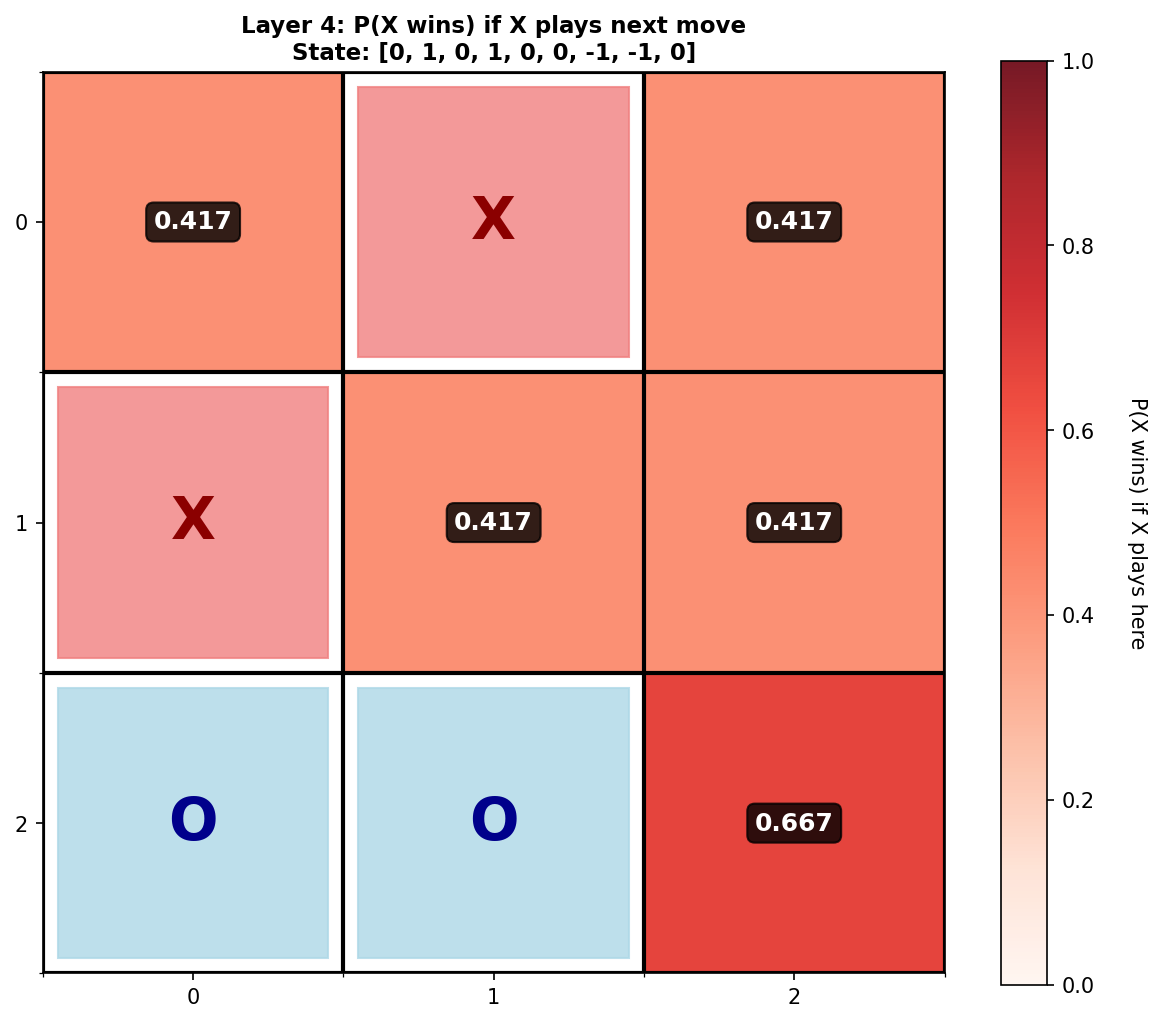 Layer 4: P(X wins) if X plays next move
State: [0, 1, 0, 1, 0, 0, -1, -1, 0]
0
0.417
X
0.417
1
X
0.417
0.417
2
O
O
0.667
0
1
2
1.0
0.8
0.6
0.4
0.2
0.0
P(X wins) if X plays here